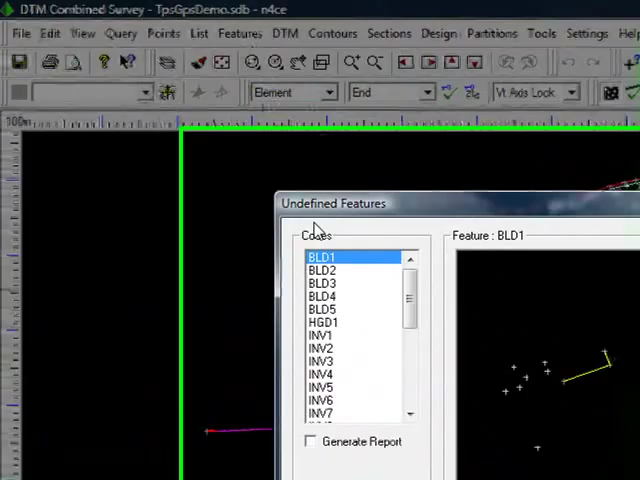 DTM Combined Survey - TpsGpsDemo.sdb - n4ce
File Edit View Query Points List Features DTM Contours Sections Design Partitions Tools Settings Help
Element End Vt Axis Lock
100m
Undefined Features
Codes Feature : BLD1
BLD1
BLD2
BLD3
BLD4
BLD5
HGD1
INV1
INV2
INV3
INV4
INV5
INV6
INV7
Generate Report